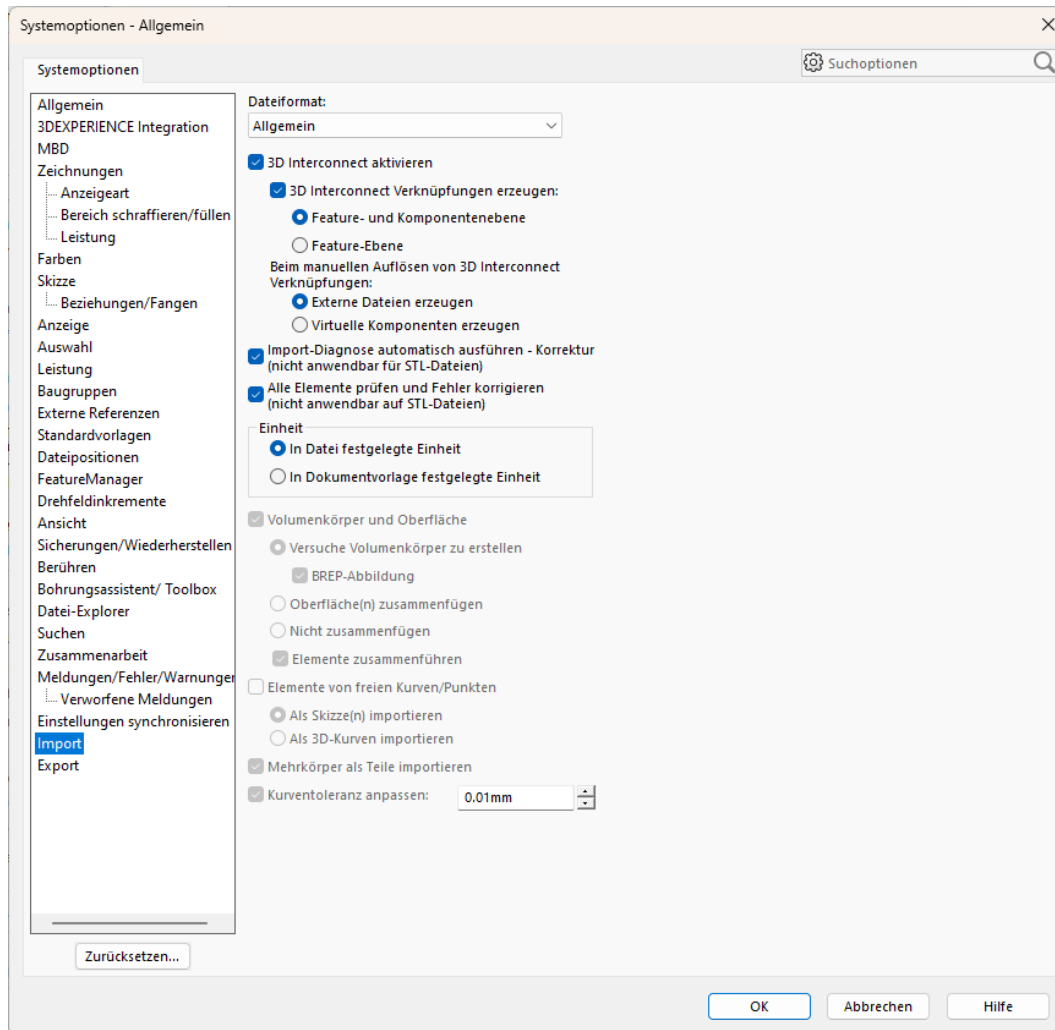 Systemoptionen - Allgemein
Systemoptionen
Suchoptionen
Allgemein
3DEXPERIENCE Integration
MBD
Zeichnungen
Anzeigeart
Bereich schraffieren/füllen
Leistung
Farben
Skizze
Beziehungen/Fangen
Anzeige
Auswahl
Leistung
Baugruppen
Externe Referenzen
Standardvorlagen
Dateipositionen
FeatureManager
Drehfeldinkremente
Ansicht
Sicherungen/Wiederherstellen
Berühren
Bohrungsassistent/ Toolbox
Datei-Explorer
Suchen
Zusammenarbeit
Meldungen/Fehler/Warnungen
Verworfene Meldungen
Einstellungen synchronisieren
Import
Export
Zurücksetzen...
Dateiformat:
Allgemein
3D Interconnect aktivieren
3D Interconnect Verknüpfungen erzeugen:
Feature- und Komponentenebene
Feature-Ebene
Beim manuellen Auflösen von 3D Interconnect
Verknüpfungen:
Externe Dateien erzeugen
Virtuelle Komponenten erzeugen
Import-Diagnose automatisch ausführen - Korrektur
(nicht anwendbar für STL-Dateien)
Alle Elemente prüfen und Fehler korrigieren
(nicht anwendbar auf STL-Dateien)
Einheit
In Datei festgelegte Einheit
In Dokumentvorlage festgelegte Einheit
Volumenkörper und Oberfläche
Versuche Volumenkörper zu erstellen
BREP-Abbildung
Oberfläche(n) zusammenfügen
Nicht zusammenfügen
Elemente zusammenführen
Elemente von freien Kurven/Punkten
Als Skizze(n) importieren
Als 3D-Kurven importieren
Mehrkörper als Teile importieren
Kurventoleranz anpassen: 0.01mm
OK
Abbrechen
Hilfe